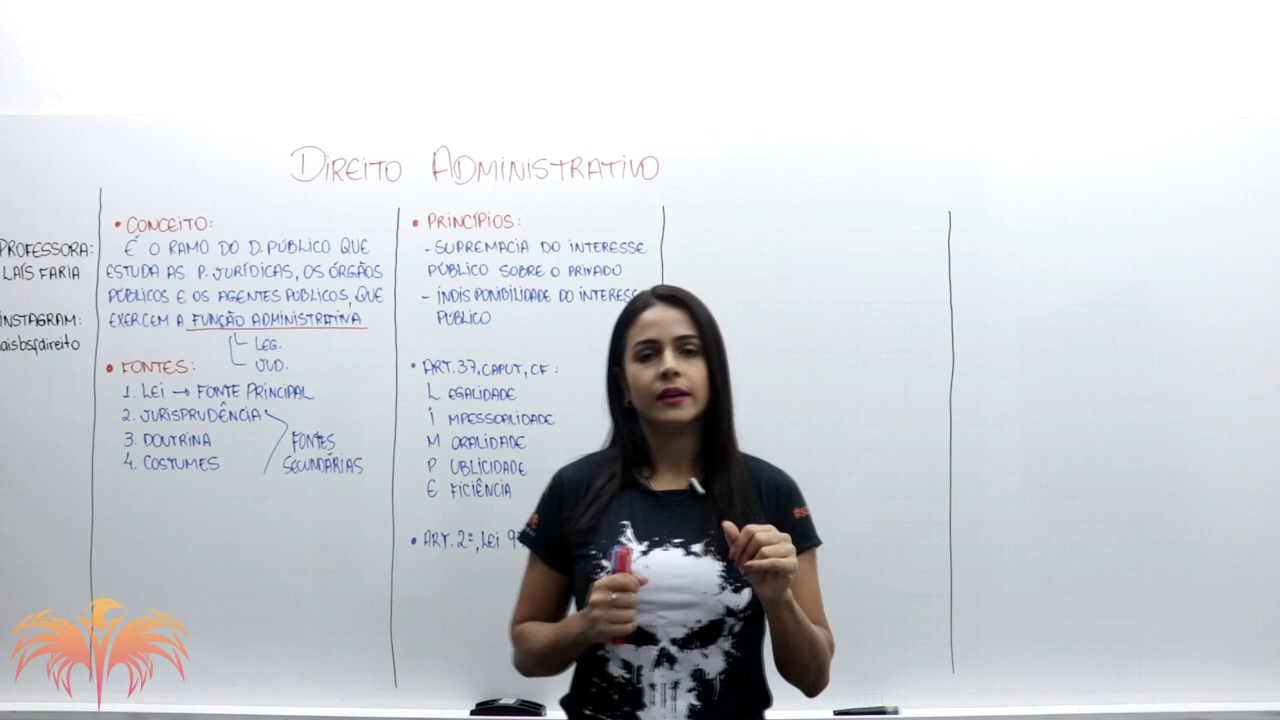 DIREITO ADMINISTRATIVO
PROFESSORA:
LAÍS FARIA
INSTAGRAM:
aisbsfdireito
• CONCEITO:
É O RAMO DO D. PÚBLICO QUE
ESTUDA AS P. JURÍDICAS, OS ÓRGÃOS
PÚBLICOS E OS AGENTES PÚBLICOS, QUE
EXERCEM A FUNÇÃO ADMINISTRATIVA
LEG.
JUD.
• FONTES:
1. LEI → FONTE PRINCIPAL
2. JURISPRUDÊNCIA
3. DOUTRINA
4. COSTUMES
FONTES
SECUNDÁRIAS
• PRINCÍPIOS:
- SUPREMACIA DO INTERESSE
PÚBLICO SOBRE O PRIVADO
- INDISPONIBILIDADE DO INTERESSE
PÚBLICO
• ART. 37, CAPUT, CF:
L EGALIDADE
I MPESSOALIDADE
M ORALIDADE
P UBLICIDADE
E FICIÊNCIA
• ART. 2º, LEI 9